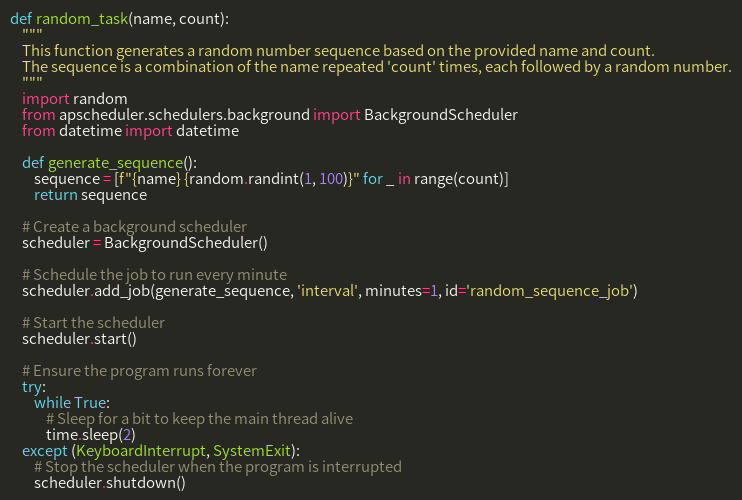 def random_task(name, count):
    """
    This function generates a random number sequence based on the provided name and count.
    The sequence is a combination of the name repeated 'count' times, each followed by a random number.
    """
    import random
    from apscheduler.schedulers.background import BackgroundScheduler
    from datetime import datetime

    def generate_sequence():
        sequence = [f"{name} {random.randint(1, 100)}" for _ in range(count)]
        return sequence

    # Create a background scheduler
    scheduler = BackgroundScheduler()

    # Schedule the job to run every minute
    scheduler.add_job(generate_sequence, 'interval', minutes=1, id='random_sequence_job')

    # Start the scheduler
    scheduler.start()

    # Ensure the program runs forever
    try:
        while True:
            # Sleep for a bit to keep the main thread alive
            time.sleep(2)
    except (KeyboardInterrupt, SystemExit):
        # Stop the scheduler when the program is interrupted
        scheduler.shutdown()